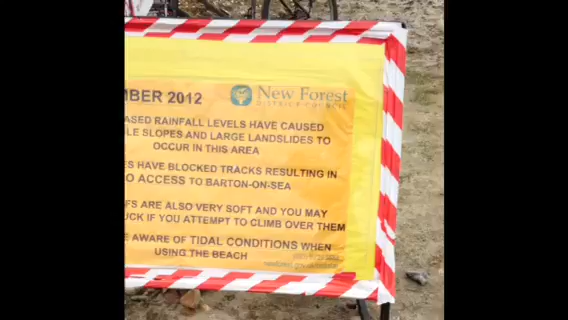 MBER 2012
New Forest
DISTRICT COUNCIL
ASED RAINFALL LEVELS HAVE CAUSED
LE SLOPES AND LARGE LANDSLIDES TO
OCCUR IN THIS AREA
ES HAVE BLOCKED TRACKS RESULTING IN
O ACCESS TO BARTON-ON-SEA
FS ARE ALSO VERY SOFT AND YOU MAY
UCK IF YOU ATTEMPT TO CLIMB OVER THEM
E AWARE OF TIDAL CONDITIONS WHEN
USING THE BEACH